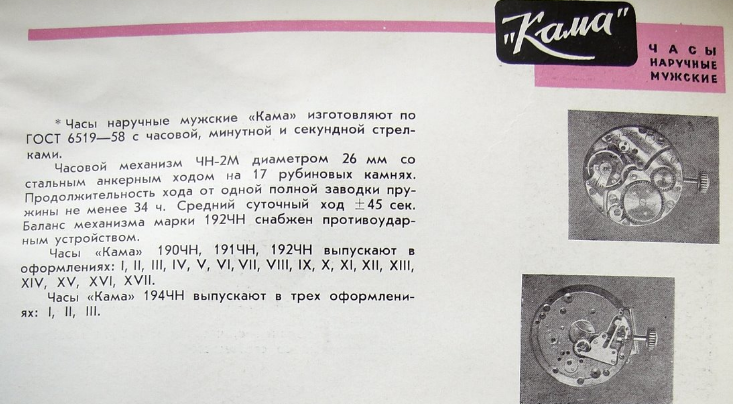 "Кама"
ЧАСЫ
НАРУЧНЫЕ
МУЖСКИЕ
* Часы наручные мужские «Кама» изготовляют по
ГОСТ 6519—58 с часовой, минутной и секундной стрел-
ками.
Часовой механизм ЧН-2М диаметром 26 мм со
стальным анкерным ходом на 17 рубиновых камнях.
Продолжительность хода от одной полной заводки пру-
жины не менее 34 ч. Средний суточный ход ±45 сек.
Баланс механизма марки 192ЧН снабжен противоудар-
ным устройством.
Часы «Кама» 190ЧН, 191ЧН, 192ЧН выпускают в
оформлениях: I, II, III, IV, V, VI, VII, VIII, IX, X, XI, XII, XIII,
XIV, XV, XVI, XVII.
Часы «Кама» 194ЧН выпускают в трех оформлени-
ях: I, II, III.